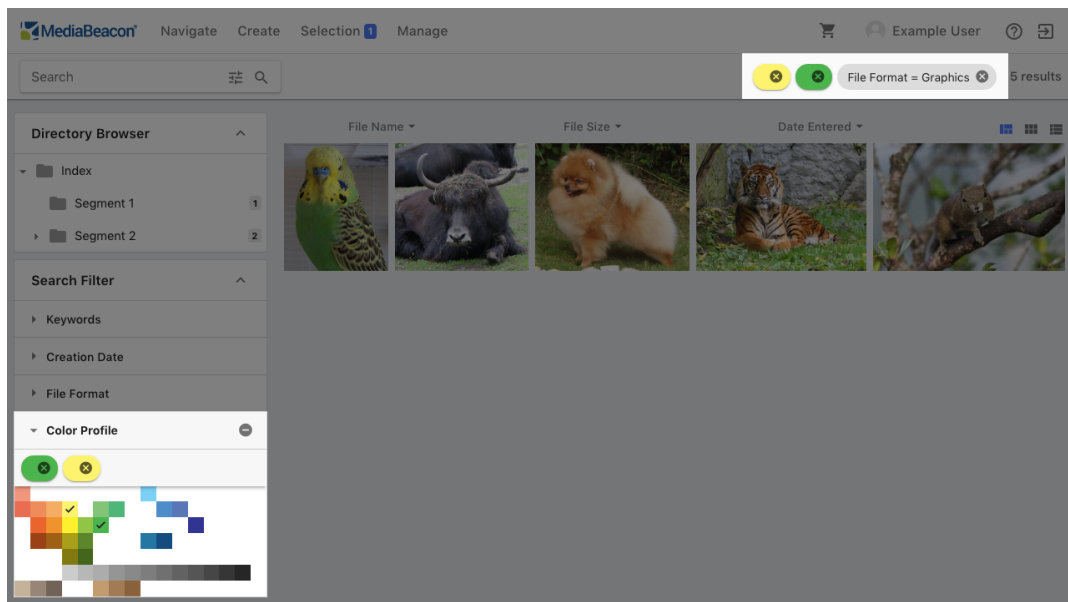 MediaBeacon® Navigate Create Selection 1 Manage Example User
Search
File Format = Graphics 5 results
Directory Browser
File Name File Size Date Entered
Index
Segment 1 1
Segment 2 2
Search Filter
Keywords
Creation Date
File Format
Color Profile